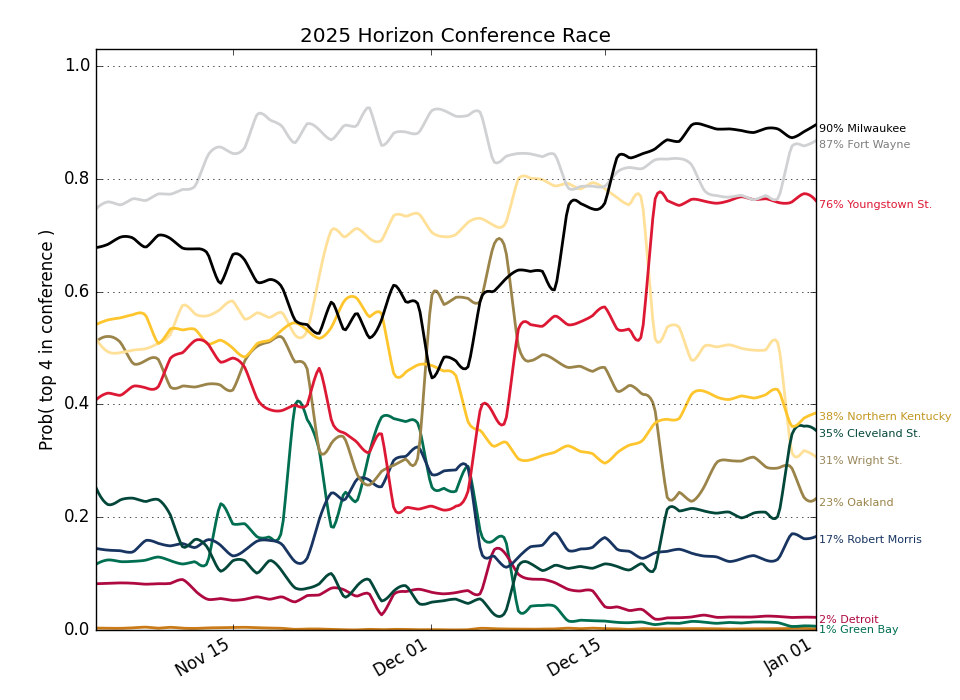 2025 Horizon Conference Race
Prob( top 4 in conference )
1.0
0.8
0.6
0.4
0.2
0.0
Nov 15
Dec 01
Dec 15
Jan 01
90% Milwaukee
87% Fort Wayne
76% Youngstown St.
38% Northern Kentucky
35% Cleveland St.
31% Wright St.
23% Oakland
17% Robert Morris
2% Detroit
1% Green Bay